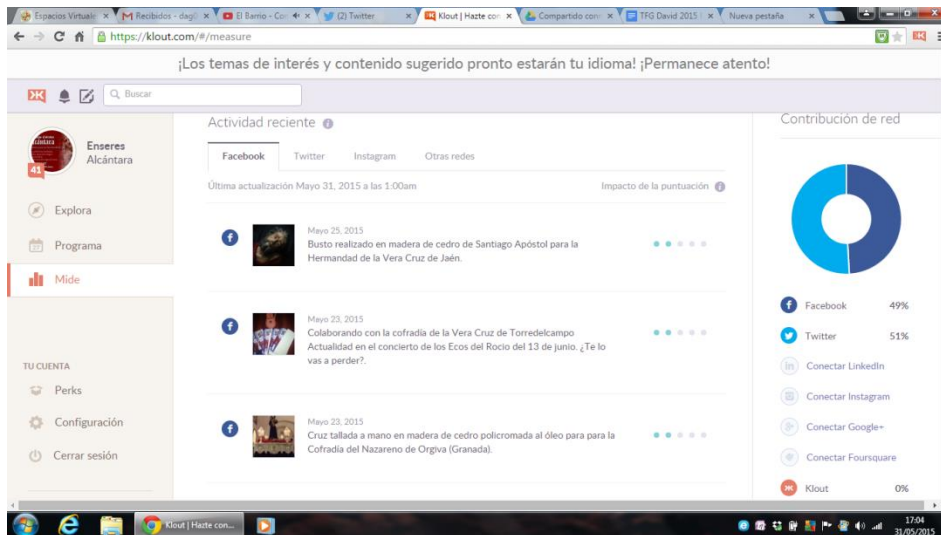 Espacios Virtuale
Recibidos - dag
El Barrio - Con
(2) Twitter
Klout | Hazte con
Compartido conm
TFG David 2015
Nueva pestaña
https://klout.com/#/measure
¡Los temas de interés y contenido sugerido pronto estarán tu idioma! ¡Permanece atento!
Buscar
Actividad reciente
Contribución de red
Enseres
Alcántara
41
Facebook Twitter Instagram Otras redes
Última actualización Mayo 31, 2015 a las 1:00am
Impacto de la puntuación
Explora
Programa
Mide
Mayo 25, 2015
Busto realizado en madera de cedro de Santiago Apóstol para la
Hermandad de la Vera Cruz de Jaén.
Mayo 23, 2015
Colaborando con la cofradía de la Vera Cruz de Torredelcampo
Actualidad en el concierto de los Ecos del Rocio del 13 de junio. ¿Te lo
vas a perder?.
Mayo 23, 2015
Cruz tallada a mano en madera de cedro policromada al óleo para para la
Cofradía del Nazareno de Orgiva (Granada).
Facebook 49%
Twitter 51%
Conectar LinkedIn
Conectar Instagram
Conectar Google+
Conectar Foursquare
Klout 0%
TU CUENTA
Perks
Configuración
Cerrar sesión
Klout | Hazte con...
17:04
31/05/2015